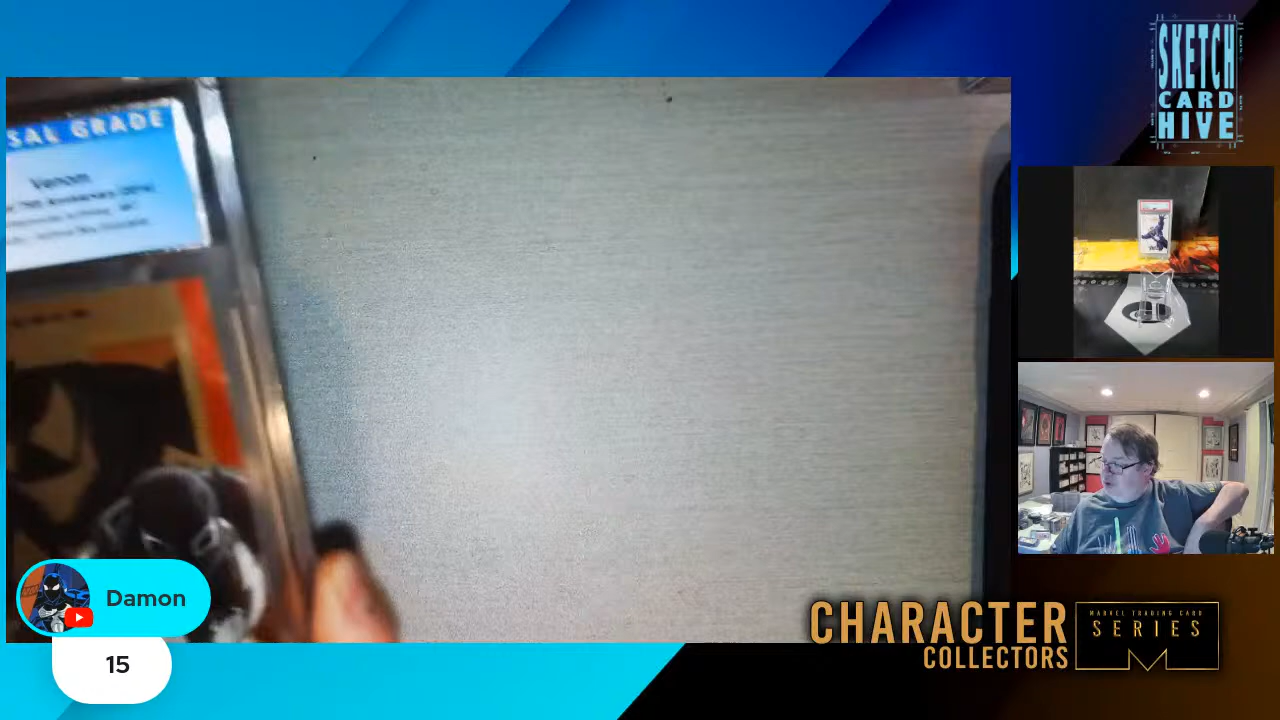 SKETCH
CARD
HIVE
SAL GRADE
Venom
Damon
15
CHARACTER
COLLECTORS
MARVEL TRADING CARD
SERIES
M